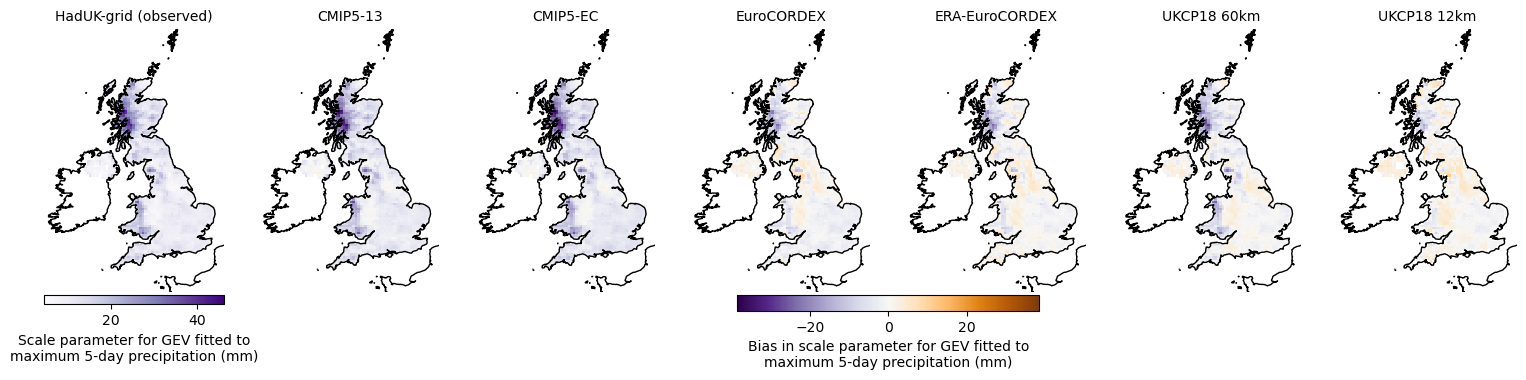 HadUK-grid (observed)
CMIP5-13
CMIP5-EC
EuroCORDEX
ERA-EuroCORDEX
UKCP18 60km
UKCP18 12km
20
40
Scale parameter for GEV fitted to
maximum 5-day precipitation (mm)
−20
0
20
Bias in scale parameter for GEV fitted to
maximum 5-day precipitation (mm)